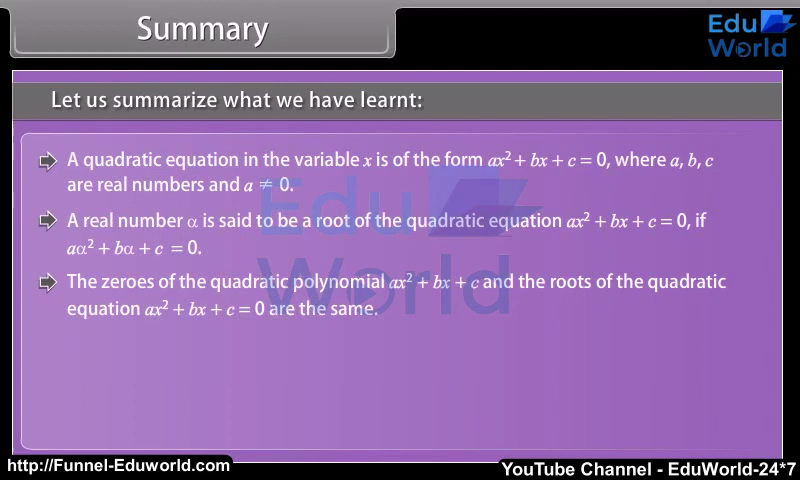 Summary
Edu
World
Let us summarize what we have learnt:
⇨ A quadratic equation in the variable x is of the form ax² + bx + c = 0, where a, b, c
are real numbers and a ≠ 0.
⇨ A real number α is said to be a root of the quadratic equation ax² + bx + c = 0, if
aα² + bα + c = 0.
⇨ The zeroes of the quadratic polynomial ax² + bx + c and the roots of the quadratic
equation ax² + bx + c = 0 are the same.
Edu
World
http://Funnel-Eduworld.com
YouTube Channel - EduWorld-24*7